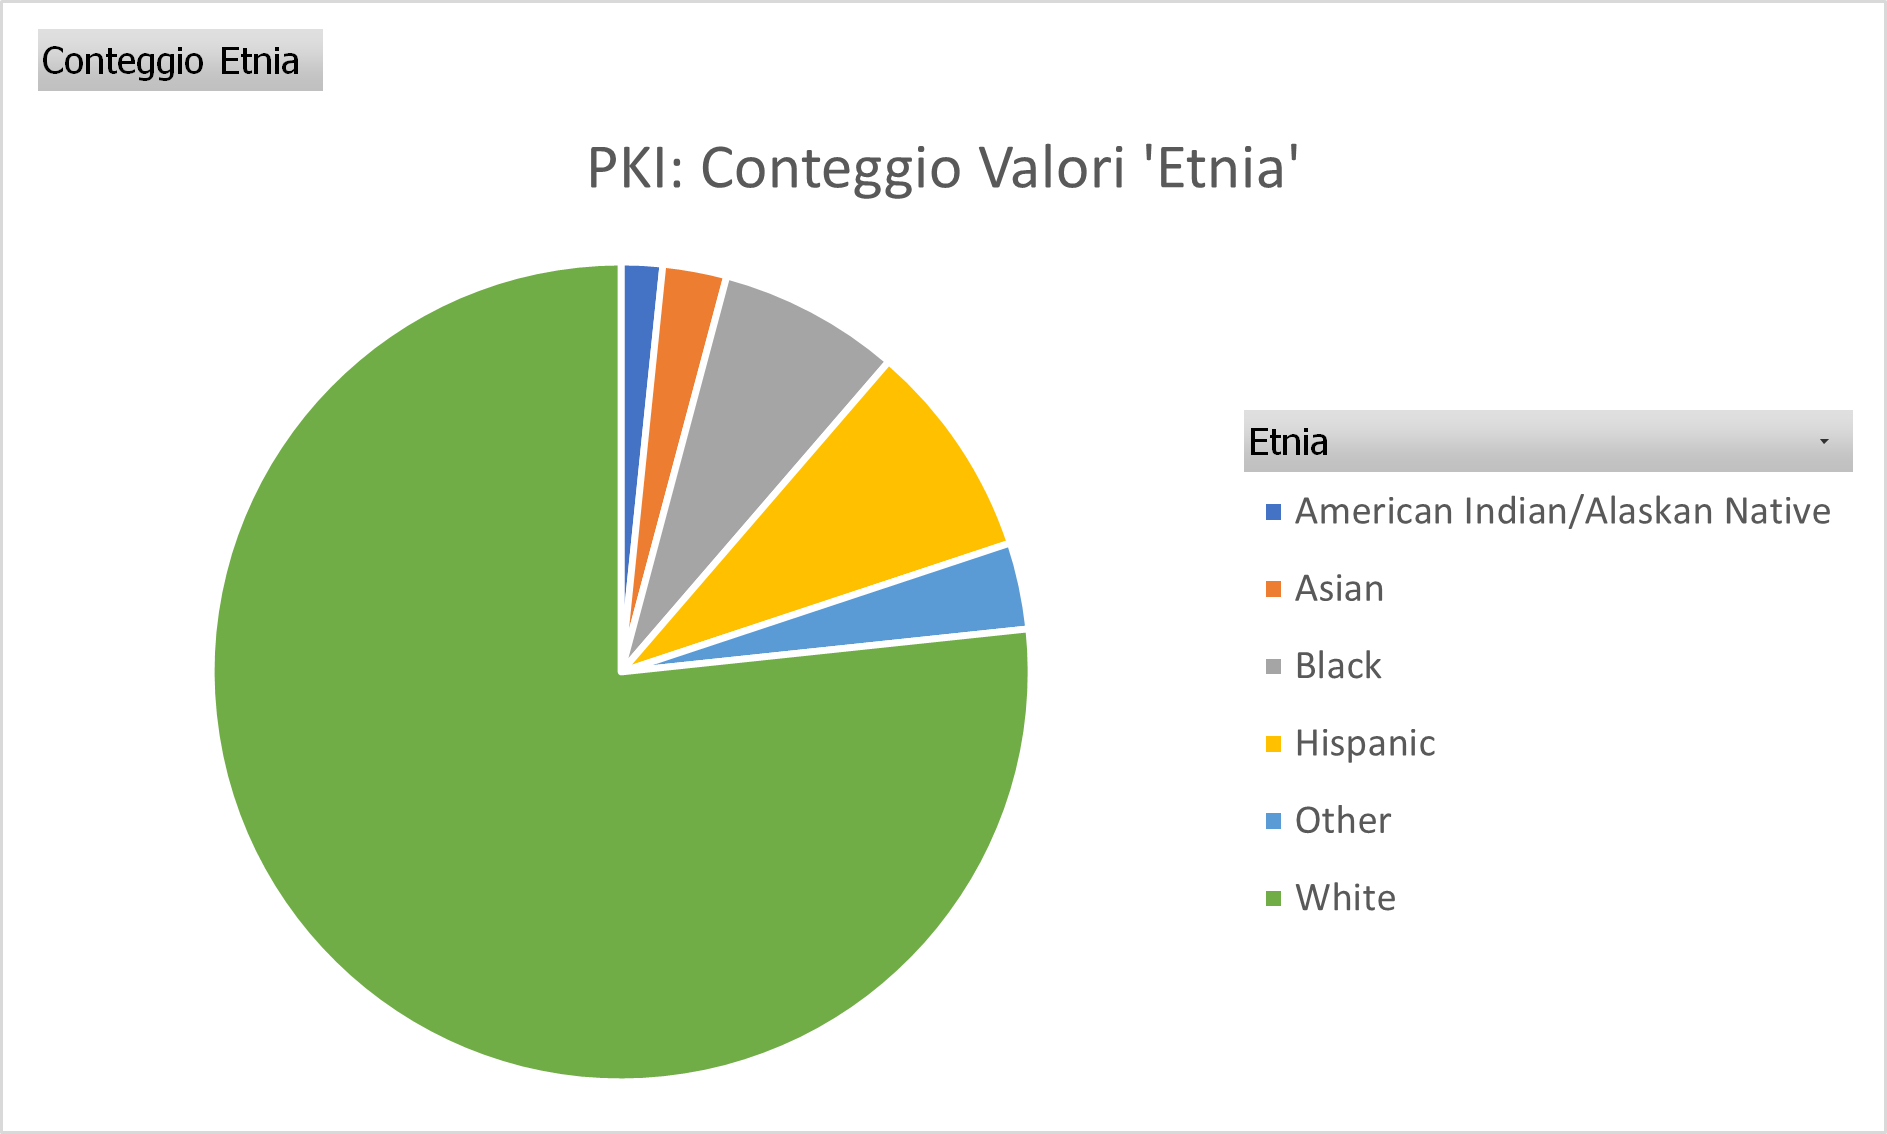 Conteggio Etnia
PKI: Conteggio Valori 'Etnia'
Etnia
American Indian/Alaskan Native
Asian
Black
Hispanic
Other
White